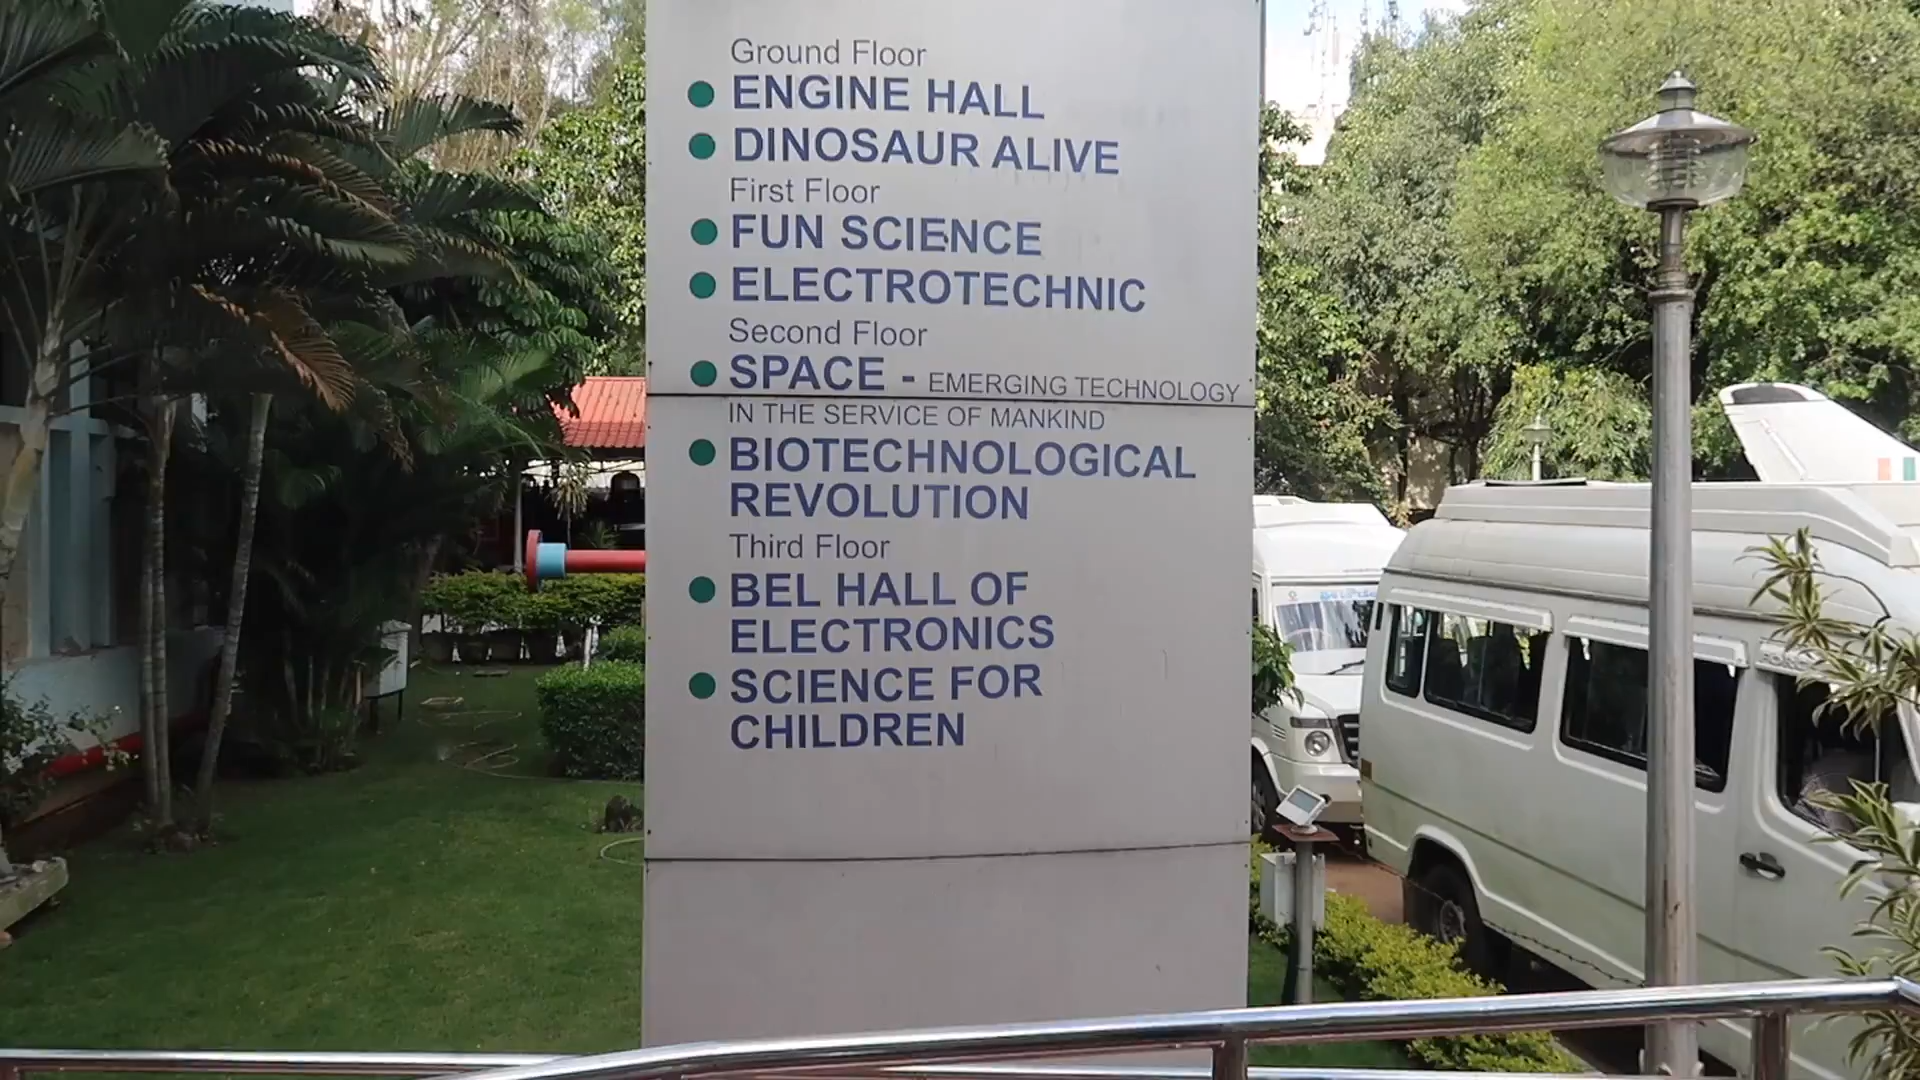 Ground Floor
ENGINE HALL
DINOSAUR ALIVE
First Floor
FUN SCIENCE
ELECTROTECHNIC
Second Floor
SPACE - EMERGING TECHNOLOGY
IN THE SERVICE OF MANKIND
BIOTECHNOLOGICAL
REVOLUTION
Third Floor
BEL HALL OF
ELECTRONICS
SCIENCE FOR
CHILDREN